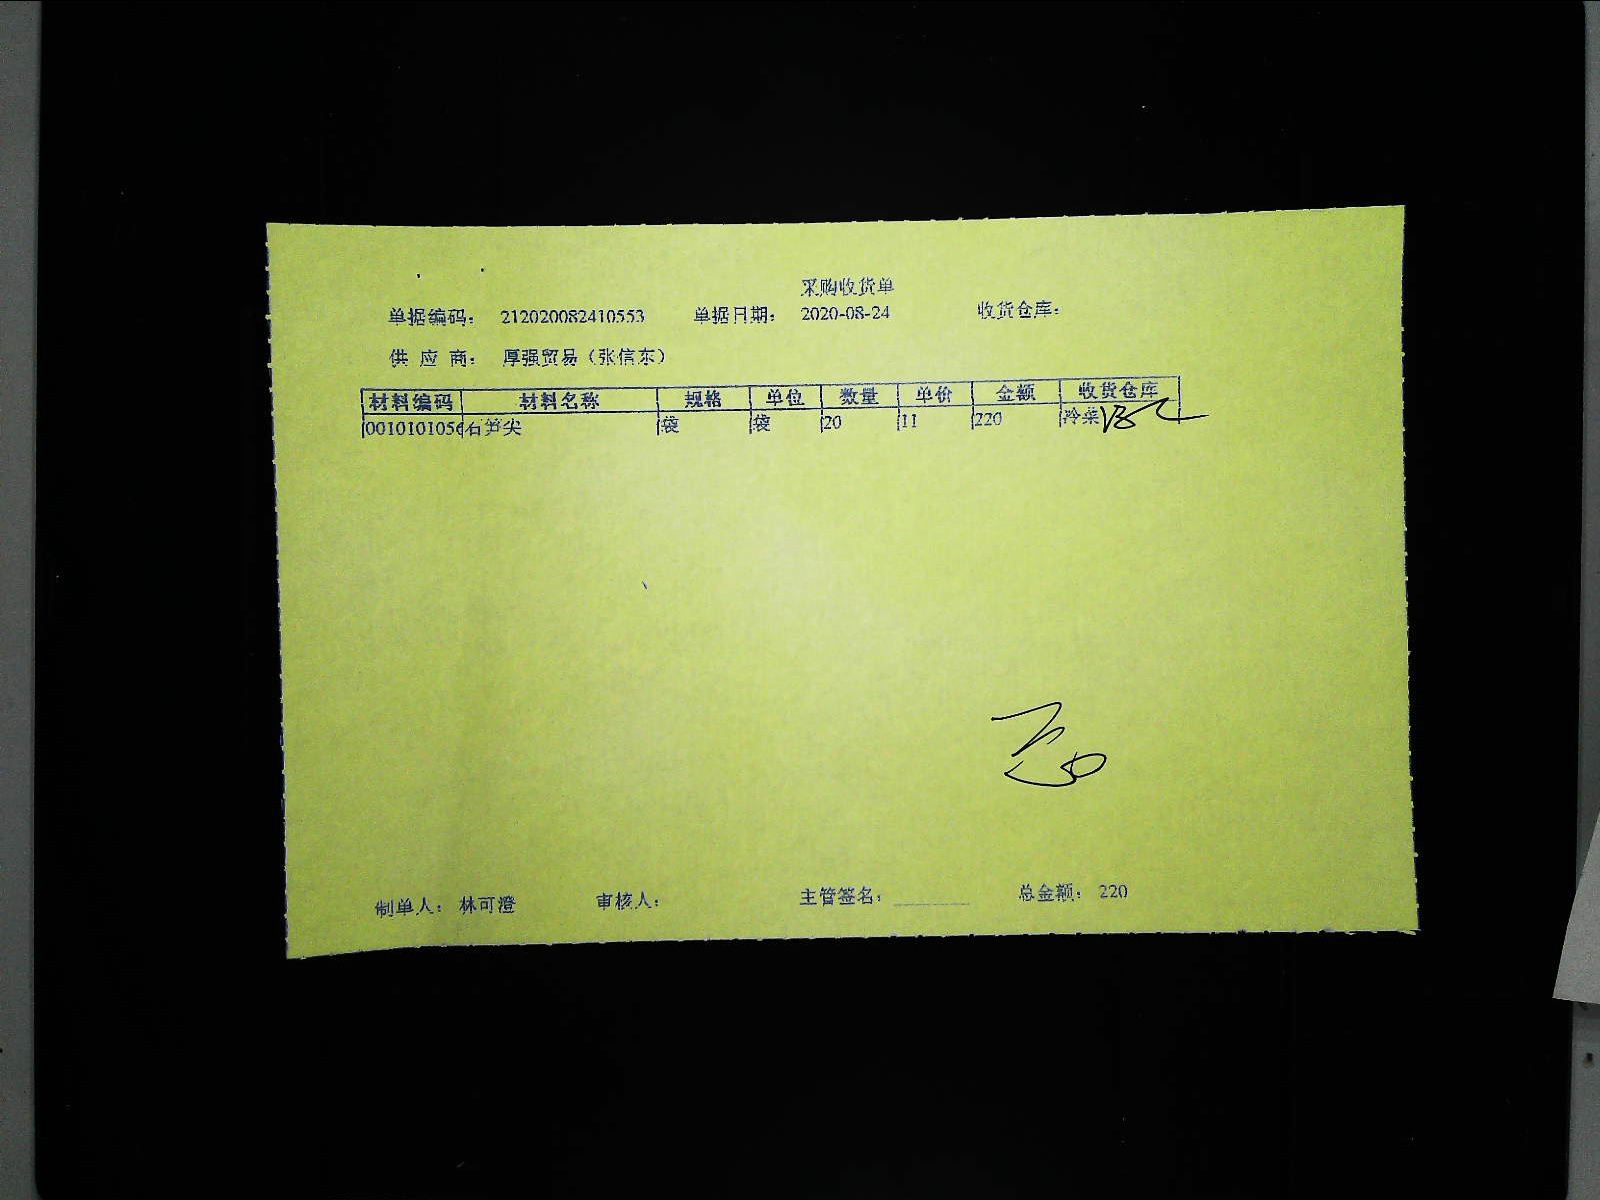 采购收货单
单据编码： 212020082410553 单据日期： 2020-08-24 收货仓库：
供 应 商： 厚强贸易（张信东）
材料编码 材料名称 规格 单位 数量 单价 金额 收货仓库
0010101056 石笋尖 袋 袋 20 11 220 冷菜
制单人： 林可澄 审核人： 主管签名： 总金额： 220